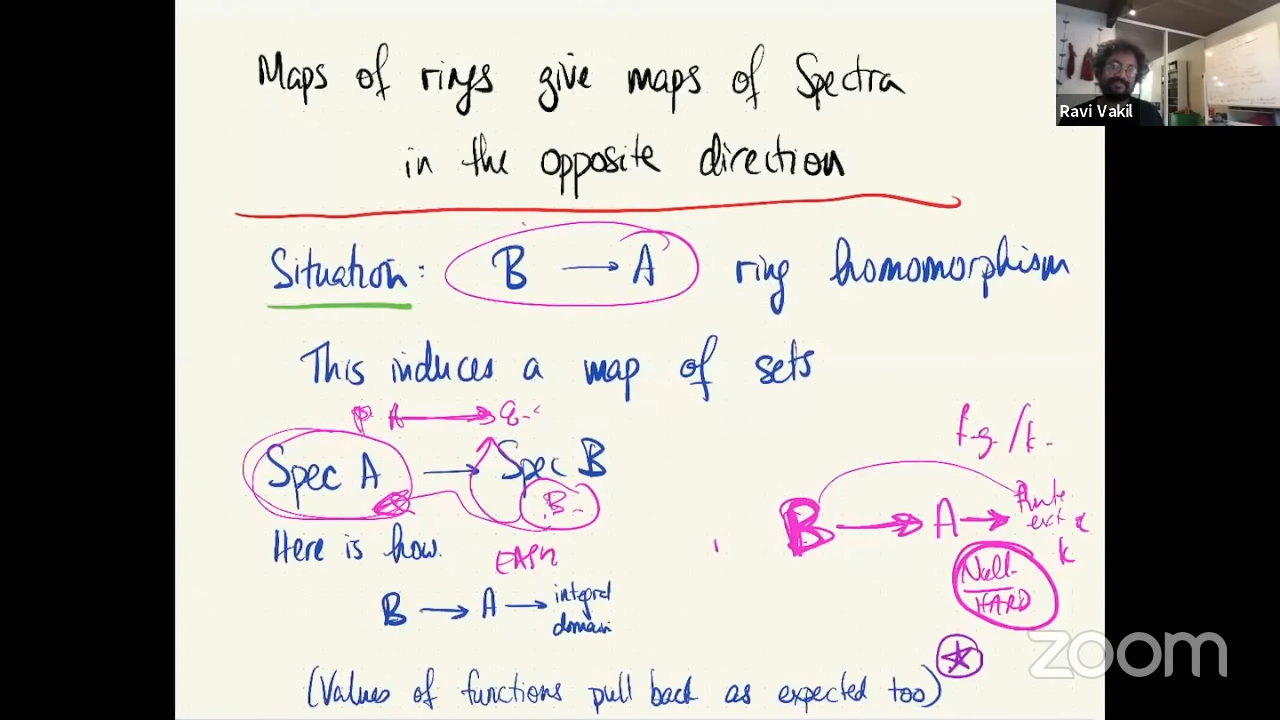 Maps of rings give maps of Spectra
in the opposite direction
Ravi Vakil
Situation: B → A ring homomorphism
This induces a map of sets
A →
f.g./k
Spec A → Spec B
B
B → A → finite
ext of
k
Here is how.
EASY
Null-
HARD
B → A → integral
domain
(Values of functions pull back as expected too)
zoom